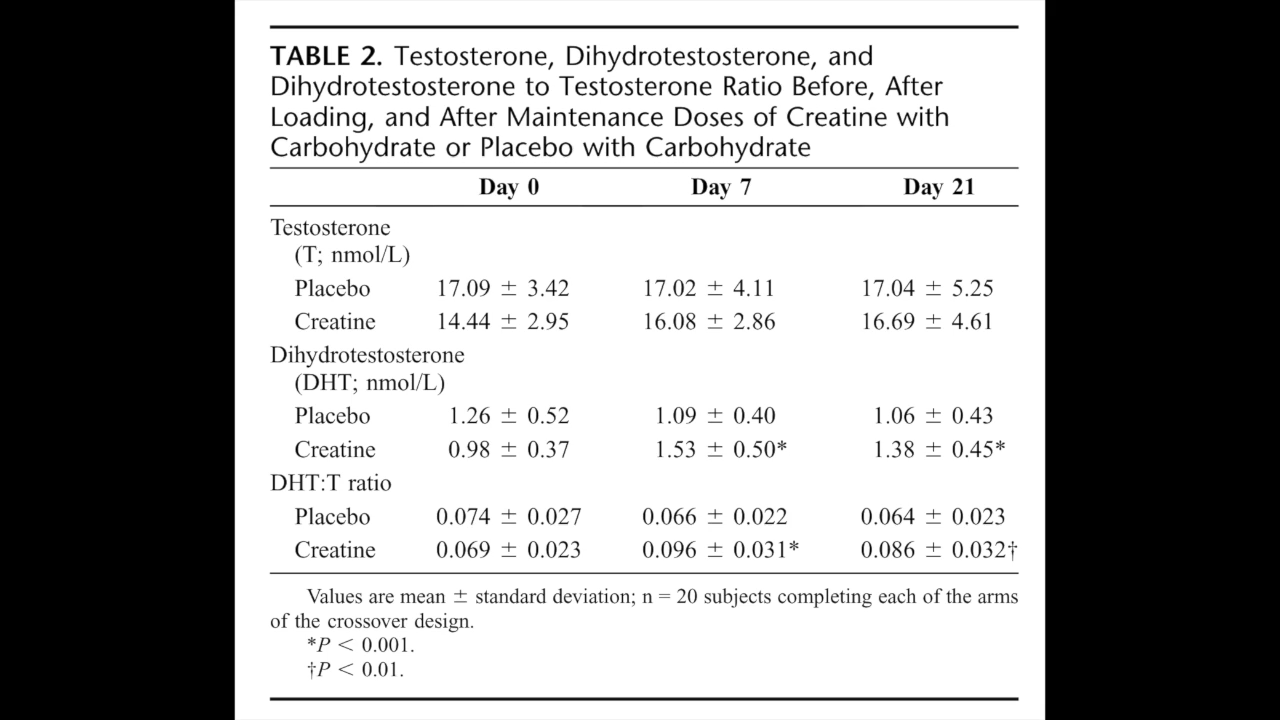 TABLE 2. Testosterone, Dihydrotestosterone, and
Dihydrotestosterone to Testosterone Ratio Before, After
Loading, and After Maintenance Doses of Creatine with
Carbohydrate or Placebo with Carbohydrate
Day 0 Day 7 Day 21
Testosterone
(T; nmol/L)
Placebo 17.09 ± 3.42 17.02 ± 4.11 17.04 ± 5.25
Creatine 14.44 ± 2.95 16.08 ± 2.86 16.69 ± 4.61
Dihydrotestosterone
(DHT; nmol/L)
Placebo 1.26 ± 0.52 1.09 ± 0.40 1.06 ± 0.43
Creatine 0.98 ± 0.37 1.53 ± 0.50* 1.38 ± 0.45*
DHT:T ratio
Placebo 0.074 ± 0.027 0.066 ± 0.022 0.064 ± 0.023
Creatine 0.069 ± 0.023 0.096 ± 0.031* 0.086 ± 0.032†
Values are mean ± standard deviation; n = 20 subjects completing each of the arms
of the crossover design.
*P < 0.001.
†P < 0.01.